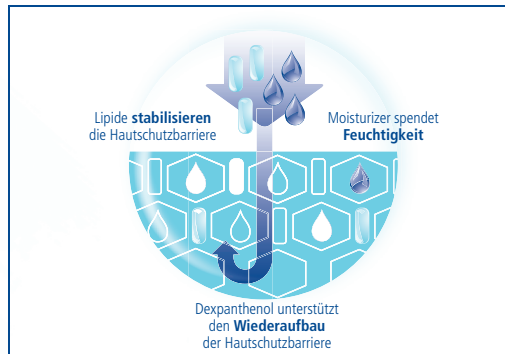 Lipide stabilisieren
die Hautschutzbarriere
Moisturizer spendet
Feuchtigkeit
Dexpanthenol unterstützt
den Wiederaufbau
der Hautschutzbarriere